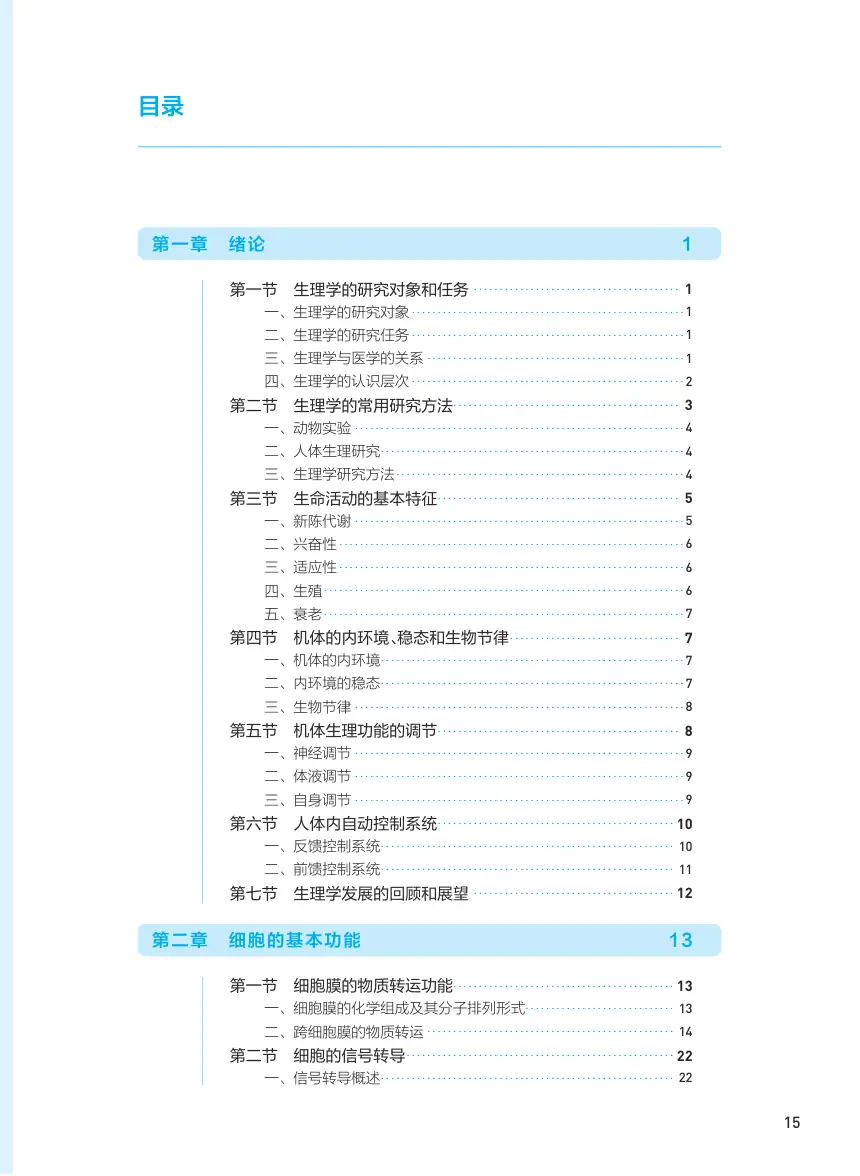 目录
第一章 绪论 1
第一节 生理学的研究对象和任务 1
一、生理学的研究对象 1
二、生理学的研究任务 1
三、生理学与医学的关系 1
四、生理学的认识层次 2
第二节 生理学的常用研究方法 3
一、动物实验 4
二、人体生理研究 4
三、生理学研究方法 4
第三节 生命活动的基本特征 5
一、新陈代谢 5
二、兴奋性 6
三、适应性 6
四、生殖 6
五、衰老 7
第四节 机体的内环境、稳态和生物节律 7
一、机体的内环境 7
二、内环境的稳态 7
三、生物节律 8
第五节 机体生理功能的调节 8
一、神经调节 9
二、体液调节 9
三、自身调节 9
第六节 人体内自动控制系统 10
一、反馈控制系统 10
二、前馈控制系统 11
第七节 生理学发展的回顾和展望 12
第二章 细胞的基本功能 13
第一节 细胞膜的物质转运功能 13
一、细胞膜的化学组成及其分子排列形式 13
二、跨细胞膜的物质转运 14
第二节 细胞的信号转导 22
一、信号转导概述 22
15